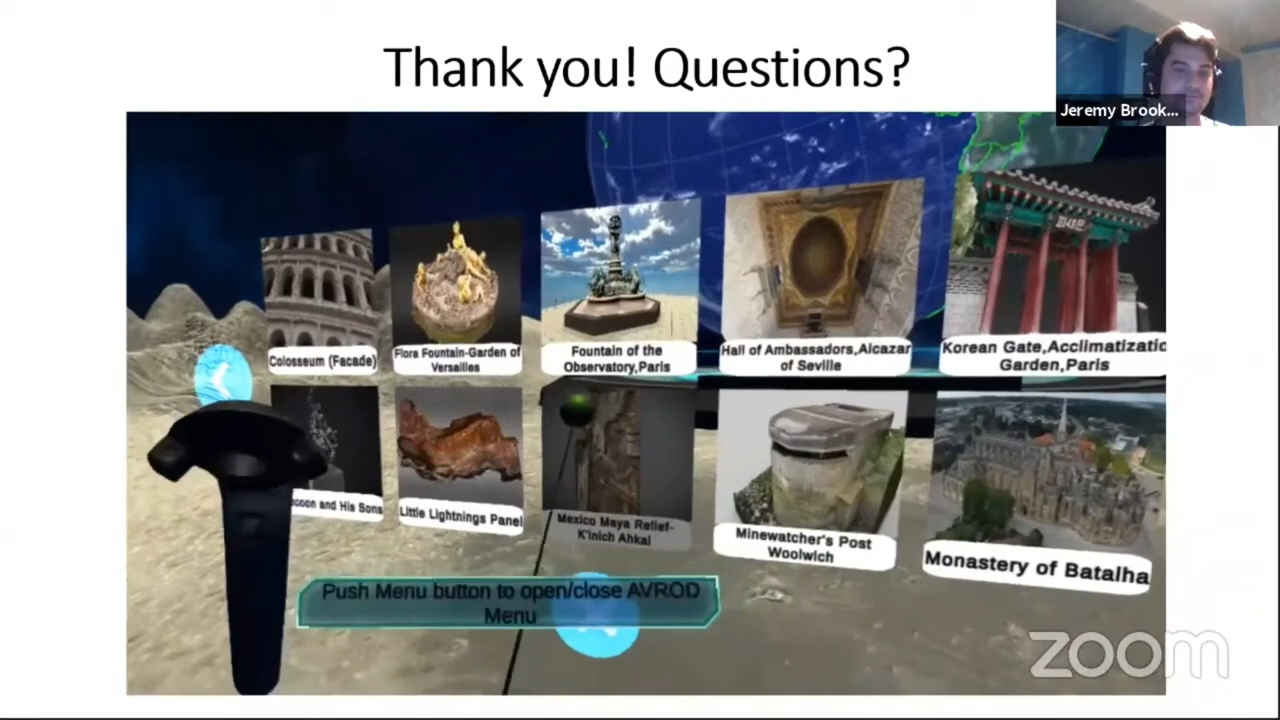 Thank you! Questions?
Jeremy Brook...
Colosseum (Facade)
Flora Fountain-Garden of
Versailles
Fountain of the
Observatory,Paris
Hall of Ambassadors,Alcazar
of Seville
Korean Gate,Acclimatizatic
Garden,Paris
coon and His Sons
Little Lightnings Panel
Mexico Maya Relief-
K'inich Ahkal
Minewatcher's Post
Woolwich
Monastery of Batalha
Push Menu button to open/close AVROD
Menu
zoom